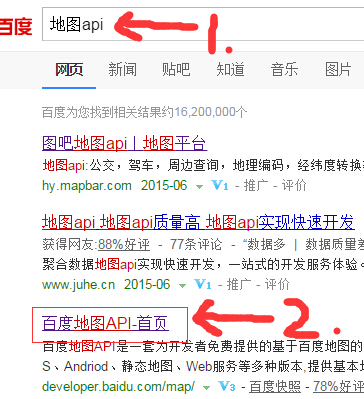 百度 地图api 1.
网页 新闻 贴吧 知道 音乐 图片
百度为您找到相关结果约16,200,000个
图吧地图api丨地图平台
地图api:公交，驾车，周边查询，地理编码，经纬度转换
hy.mapbar.com 2015-06 V1 - 推广 - 评价
地图api 地图api质量高 地图api实现快速开发
获得网友:88%好评 - 77条评论 - “数据多 | 数据质量差
聚合数据地图api实现快速开发，一站式的开发服务体验
www.juhe.cn 2015-06 V1 - 推广 - 评价
百度地图API-首页 2.
百度地图API是一套为开发者免费提供的基于百度地图的
S、Andriod、静态地图、Web服务等多种版本,提供基本地
developer.baidu.com/map/ V3 - 百度快照 - 78%好评